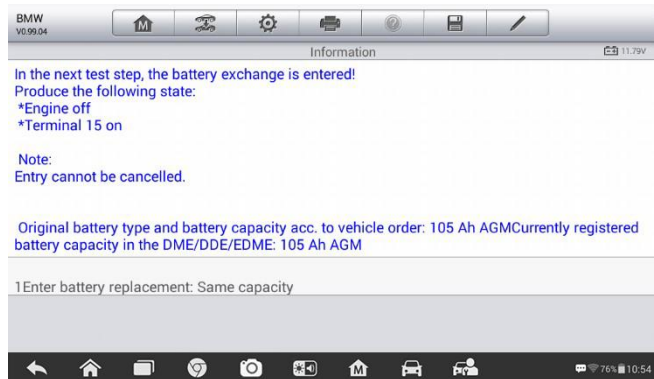 BMW
V0.99.04
Information
11.79V
In the next test step, the battery exchange is entered!
Produce the following state:
*Engine off
*Terminal 15 on
Note:
Entry cannot be cancelled.
Original battery type and battery capacity acc. to vehicle order: 105 Ah AGMCurrently registered
battery capacity in the DME/DDE/EDME: 105 Ah AGM
1Enter battery replacement: Same capacity
76% 10:54